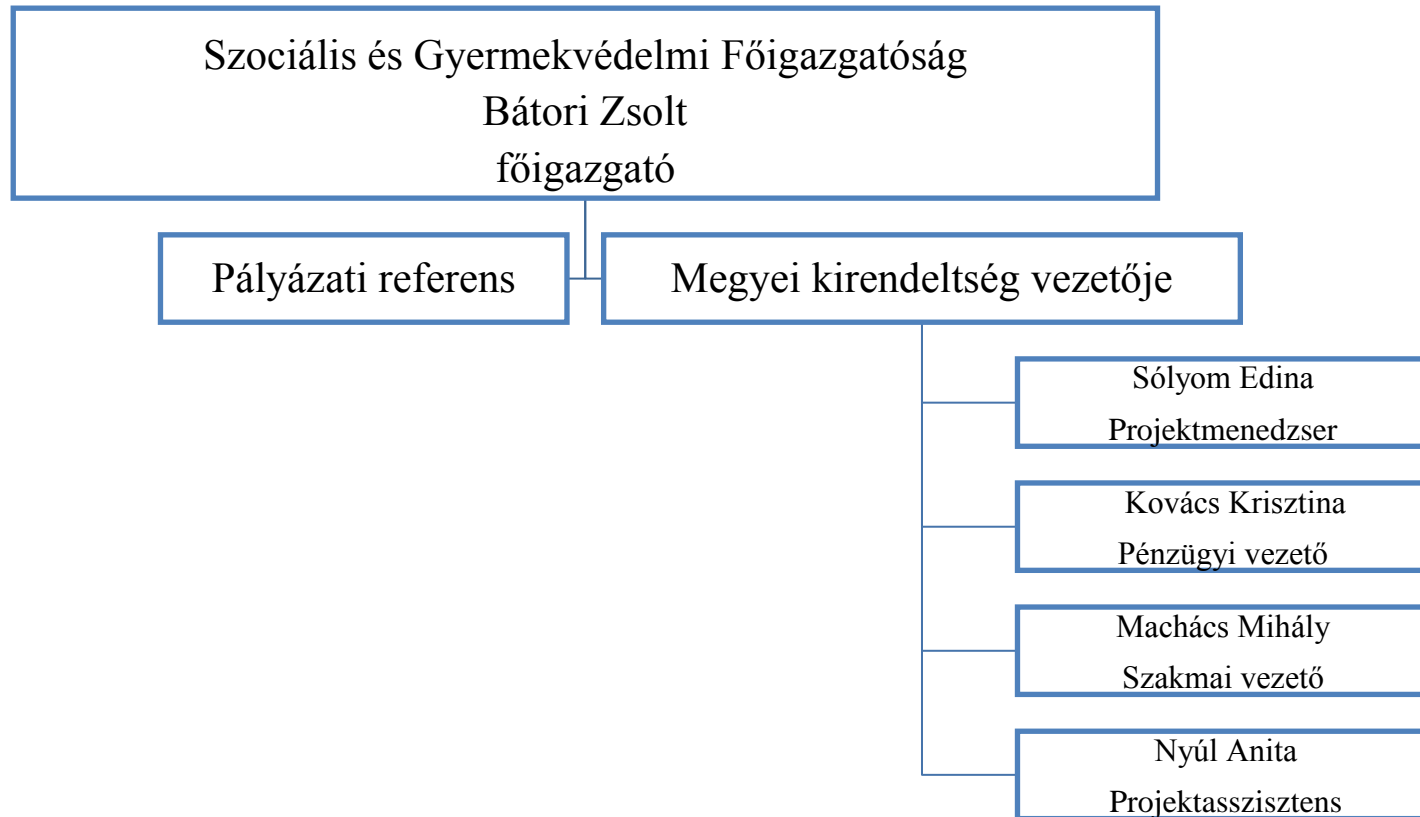 Szociális és Gyermekvédelmi Főigazgatóság
Bátori Zsolt
főigazgató
Pályázati referens
Megyei kirendeltség vezetője
Sólyom Edina
Projektmenedzser
Kovács Krisztina
Pénzügyi vezető
Machács Mihály
Szakmai vezető
Nyúl Anita
Projektasszisztens